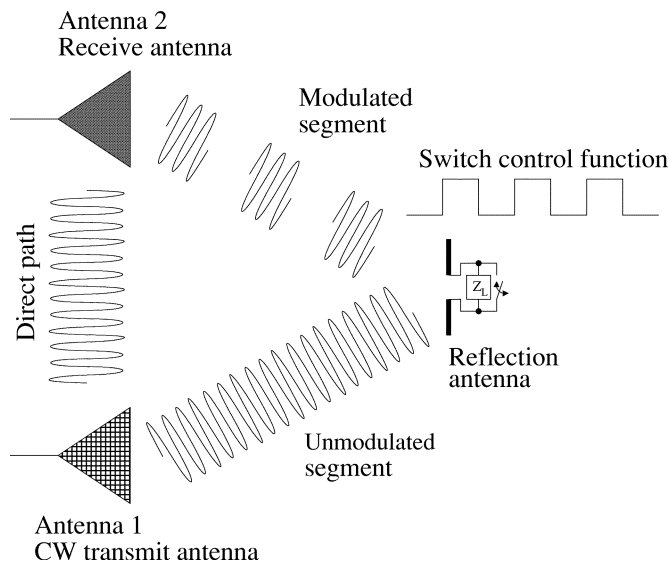 Antenna 2
Receive antenna
Modulated
segment
Switch control function
Direct path
Z_L
Reflection
antenna
Unmodulated
segment
Antenna 1
CW transmit antenna